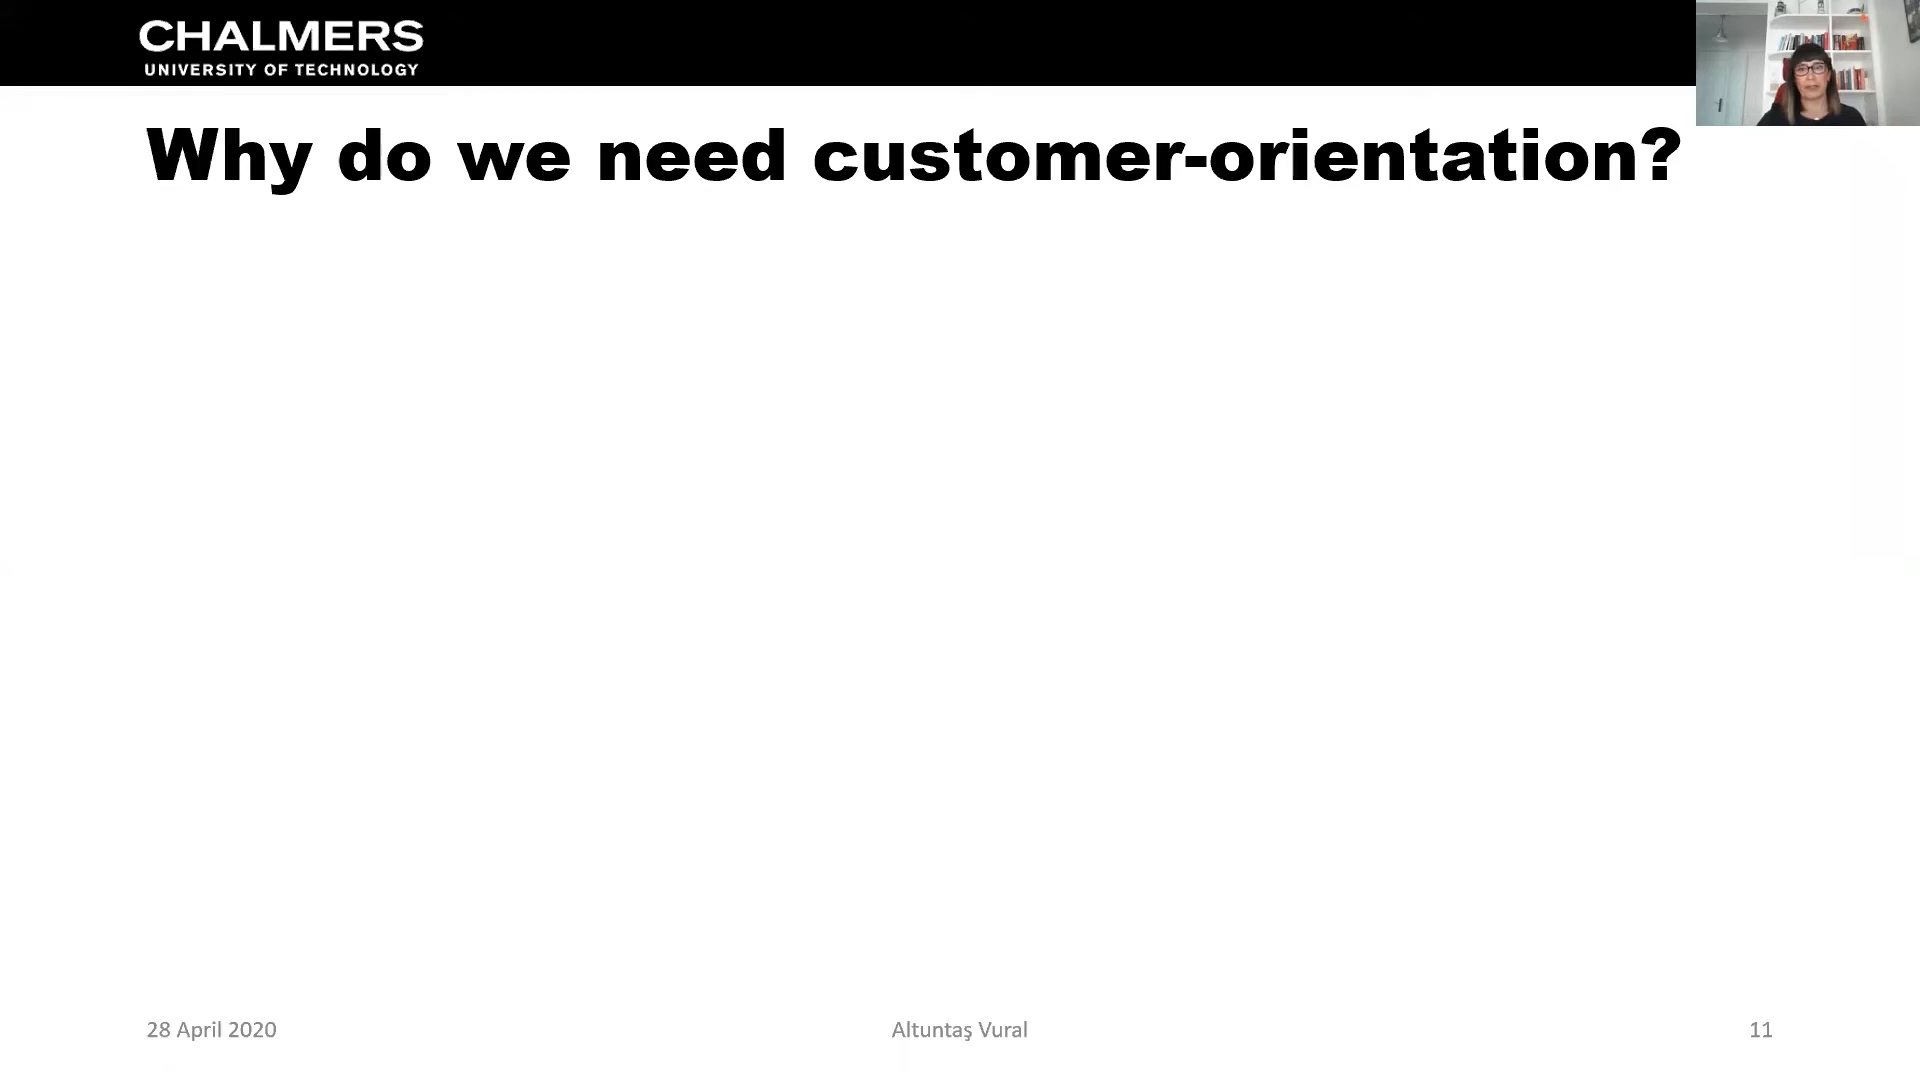 CHALMERS
UNIVERSITY OF TECHNOLOGY
Why do we need customer-orientation?
28 April 2020
Altuntaş Vural
11